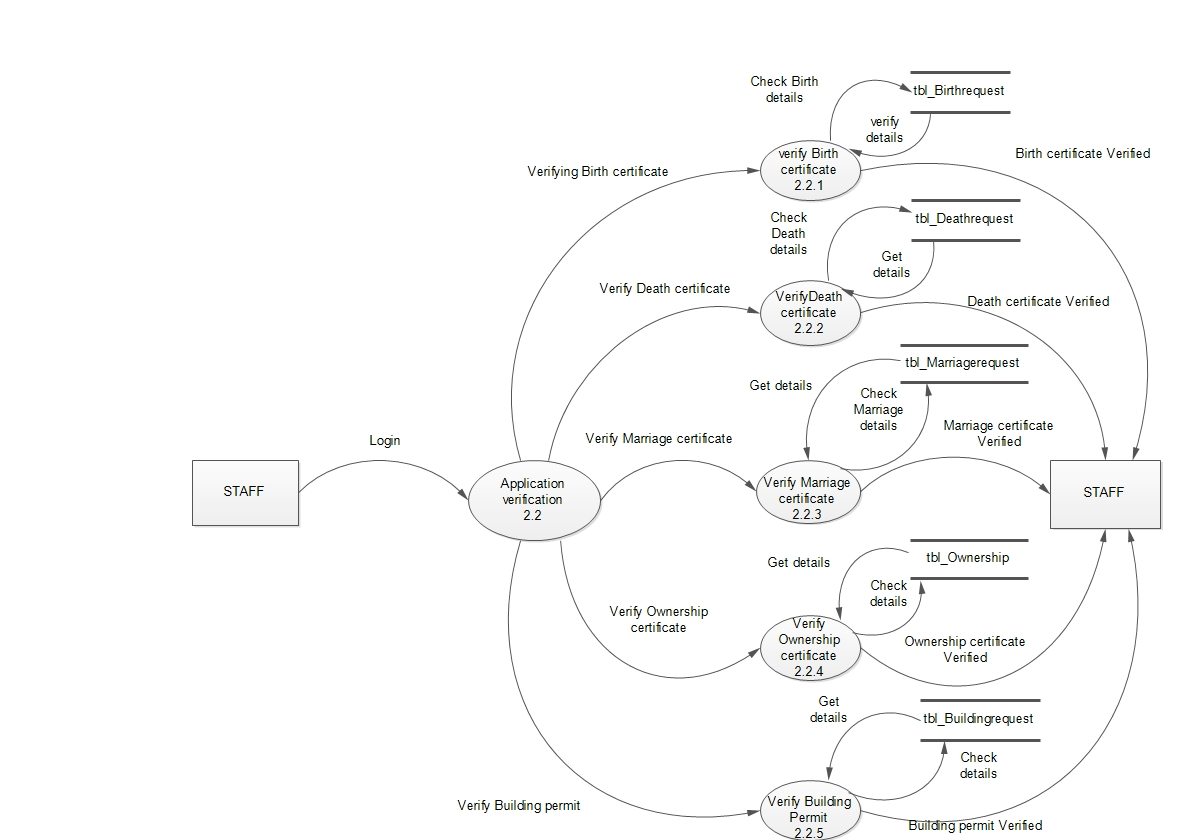 Check Birth
details
tbl_Birthrequest
verify
details
verify Birth
certificate
2.2.1
Birth certificate Verified
Verifying Birth certificate
Check
Death
details
tbl_Deathrequest
Get
details
VerifyDeath
certificate
2.2.2
Verify Death certificate
Death certificate Verified
tbl_Marriagerequest
Get details
Check
Marriage
details
Marriage certificate
Verified
Verify Marriage certificate
Login
STAFF
Application
verification
2.2
Verify Marriage
certificate
2.2.3
STAFF
tbl_Ownership
Get details
Check
details
Verify Ownership
certificate
Verify
Ownership
certificate
2.2.4
Ownership certificate
Verified
Get
details
tbl_Buildingrequest
Check
details
Verify Building permit
Verify Building
Permit
2.2.5
Building permit Verified